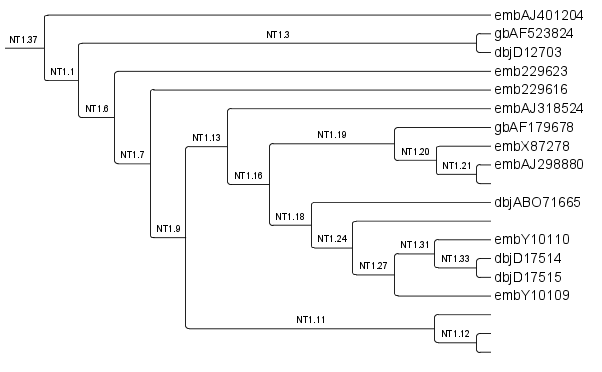 embAJ401204
NT1.37
NT1.3
gbAF523824
dbjD12703
NT1.1
emb229623
emb229616
NT1.6
embAJ318524
gbAF179678
NT1.13
NT1.19
embX87278
NT1.20
NT1.7
embAJ298880
NT1.21
NT1.16
dbjABO71665
NT1.18
NT1.9
embY10110
NT1.24
NT1.31
dbjD17514
NT1.33
NT1.27
dbjD17515
embY10109
NT1.11
NT1.12